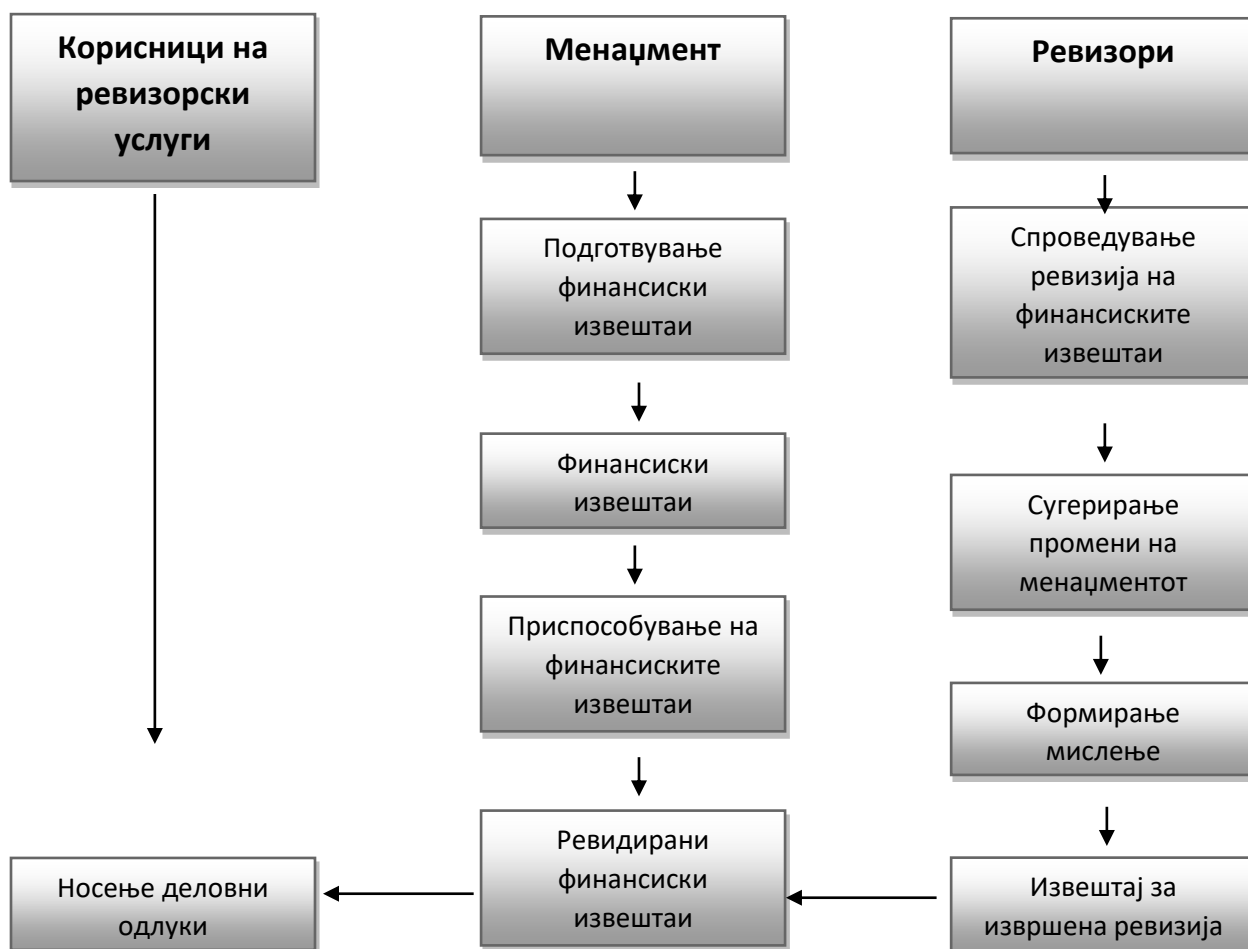 Корисници на
ревизорски
услуги
Менаџмент
Ревизори
Подготвување
финансиски
извештаи
Спроведување
ревизија на
финансиските
извештаи
Финансиски
извештаи
Сугерирање
промени на
менаџментот
Приспособување на
финансиските
извештаи
Формирање
мислење
Ревидирани
финансиски
извештаи
Носење деловни
одлуки
Извештај за
извршена ревизија